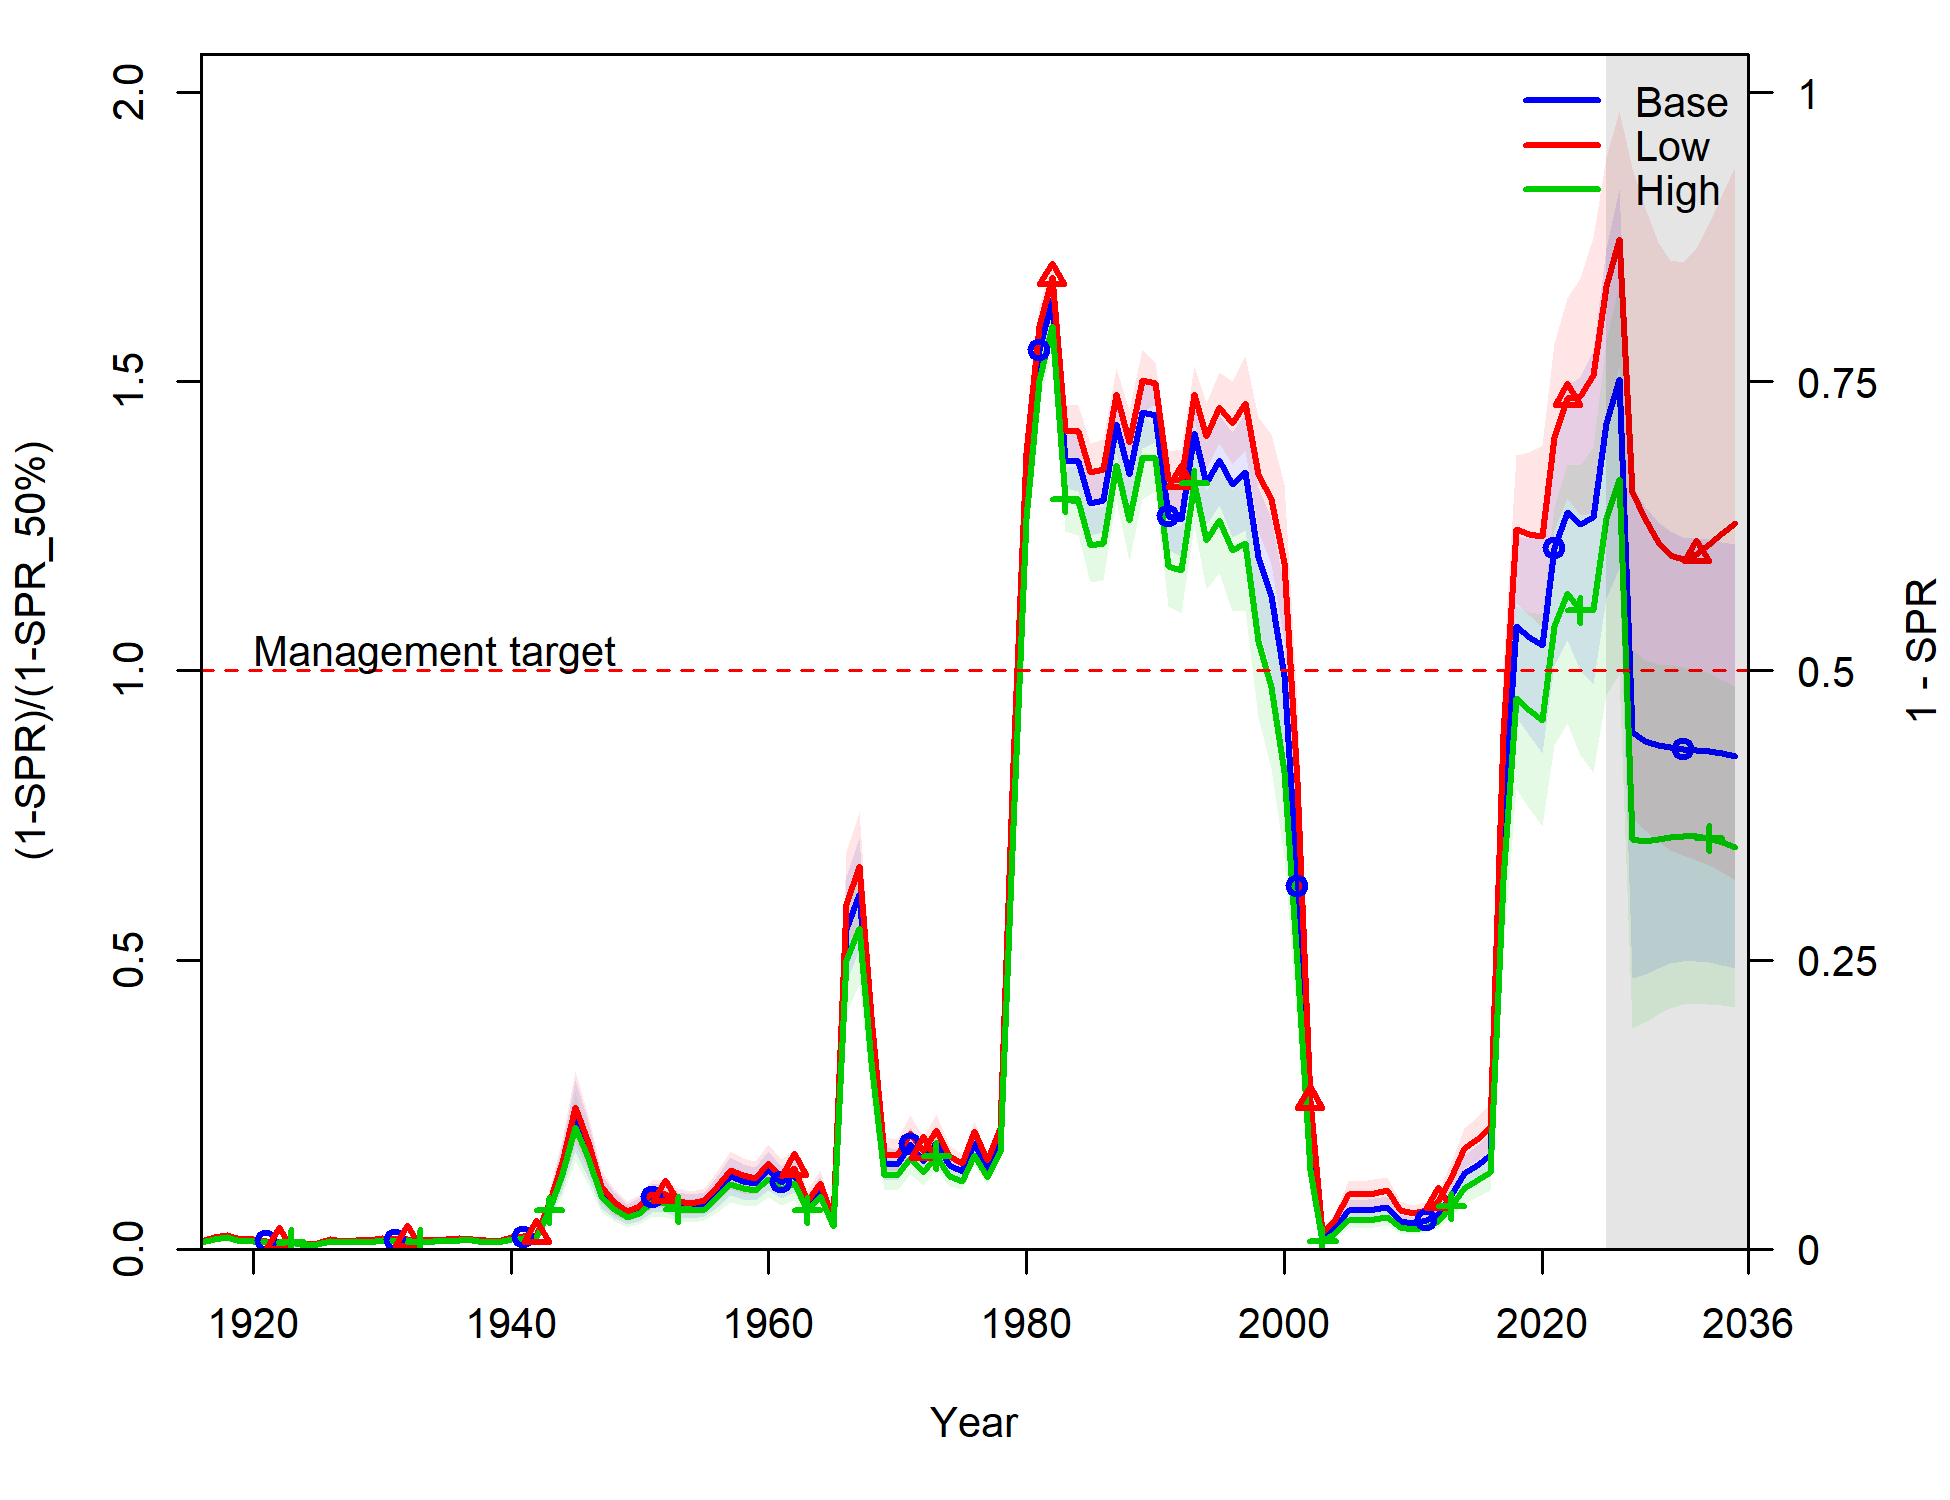 (1-SPR)/(1-SPR_50%)
2.0
1.5
1.0
0.5
0.0
Base
Low
High
Management target
1
0.75
0.5
0.25
0
1 - SPR
1920 1940 1960 1980 2000 2020 2036
Year